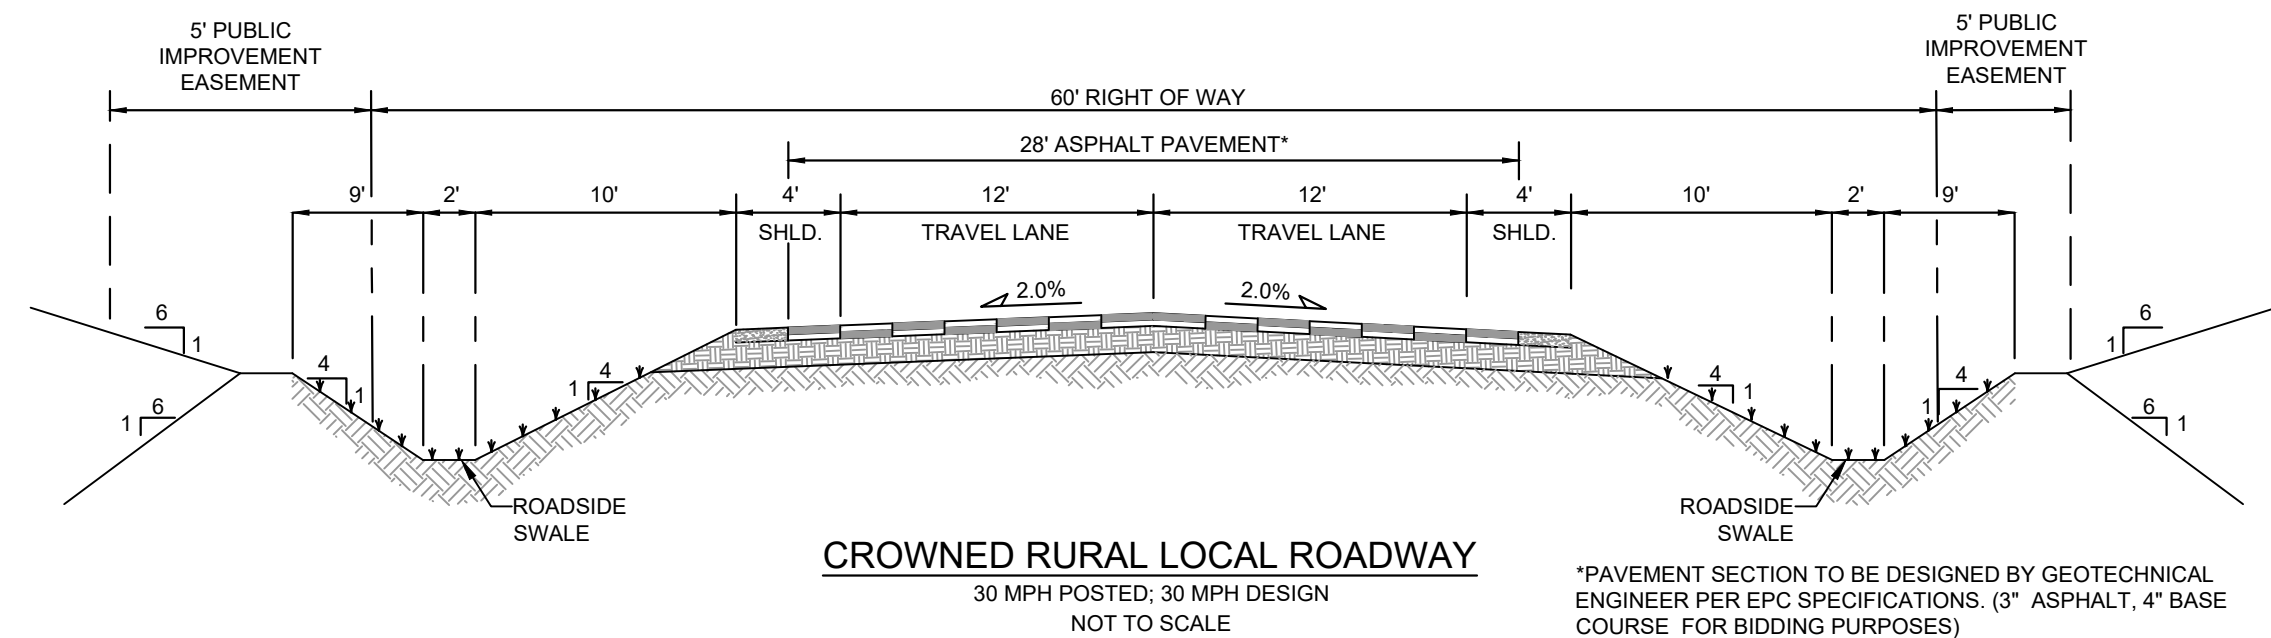 5' PUBLIC
IMPROVEMENT
EASEMENT
5' PUBLIC
IMPROVEMENT
EASEMENT
60' RIGHT OF WAY
28' ASPHALT PAVEMENT*
9' 2' 10' 4' 12' 12' 4' 10' 2' 9'
SHLD. TRAVEL LANE TRAVEL LANE SHLD.
2.0% 2.0%
6 6
1 1
4 4 4 4
1 1 1 1
6 6
1 1
ROADSIDE
SWALE
ROADSIDE
SWALE
CROWNED RURAL LOCAL ROADWAY
30 MPH POSTED; 30 MPH DESIGN
NOT TO SCALE
*PAVEMENT SECTION TO BE DESIGNED BY GEOTECHNICAL
ENGINEER PER EPC SPECIFICATIONS. (3" ASPHALT, 4" BASE
COURSE FOR BIDDING PURPOSES)